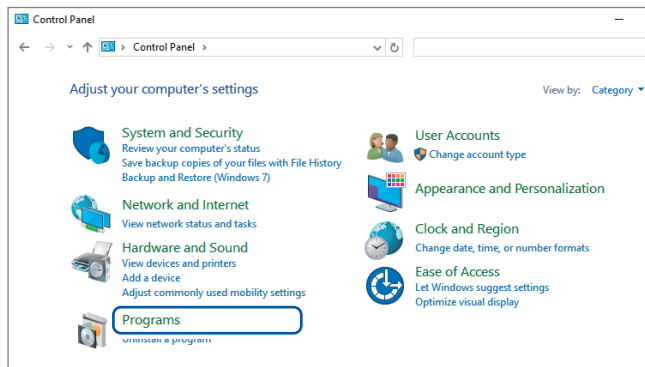 Control Panel
Control Panel
Adjust your computer's settings
View by: Category
System and Security
Review your computer's status
Save backup copies of your files with File History
Backup and Restore (Windows 7)
Network and Internet
View network status and tasks
Hardware and Sound
View devices and printers
Add a device
Adjust commonly used mobility settings
Programs
Uninstall a program
User Accounts
Change account type
Appearance and Personalization
Clock and Region
Change date, time, or number formats
Ease of Access
Let Windows suggest settings
Optimize visual display